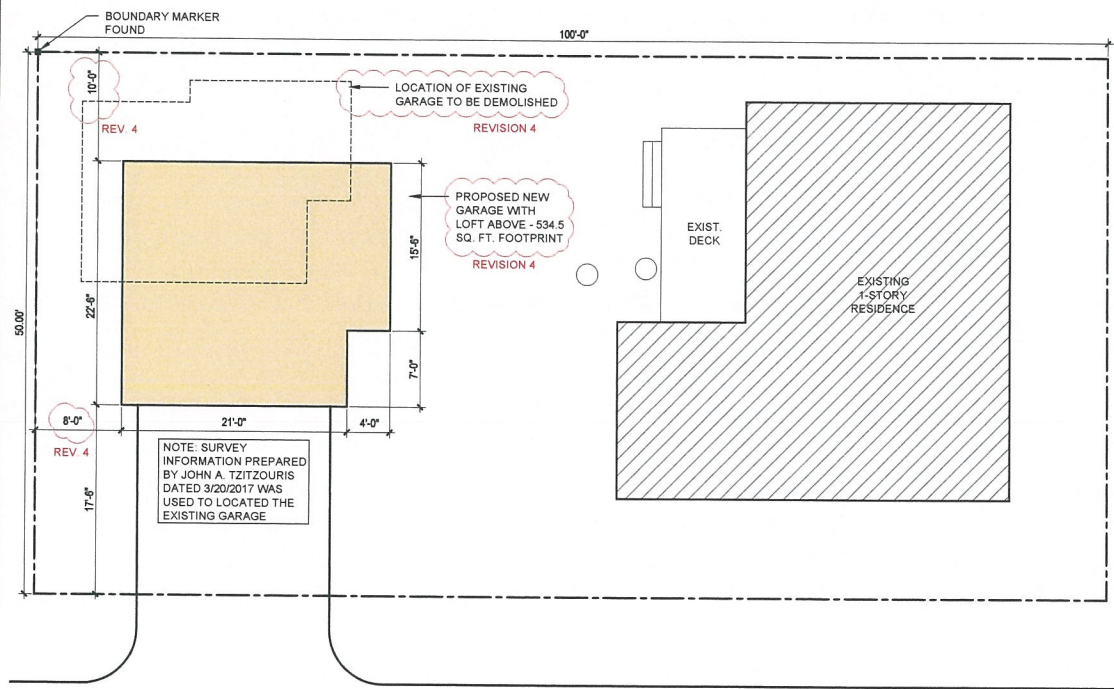 BOUNDARY MARKER
FOUND
100'-0"
10'-0"
REV. 4
LOCATION OF EXISTING
GARAGE TO BE DEMOLISHED
REVISION 4
PROPOSED NEW
GARAGE WITH
LOFT ABOVE - 534.5
SQ. FT. FOOTPRINT
REVISION 4
15'-6"
EXIST.
DECK
EXISTING
1-STORY
RESIDENCE
50.00'
22'-6"
7'-0"
8'-0"
21'-0"
4'-0"
REV. 4
17'-6"
NOTE: SURVEY
INFORMATION PREPARED
BY JOHN A. TZITZOURIS
DATED 3/20/2017 WAS
USED TO LOCATED THE
EXISTING GARAGE